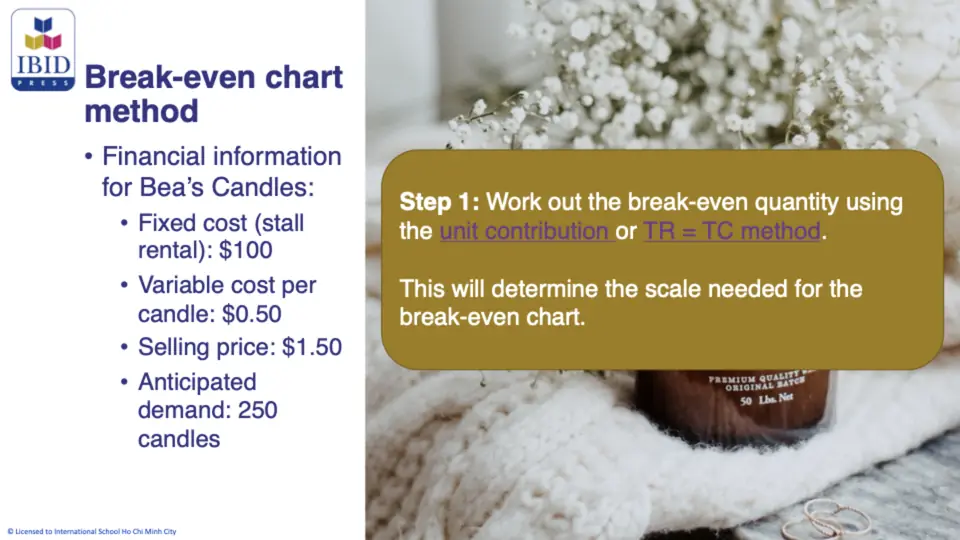 IBID
PRESS
Break-even chart
method
• Financial information
for Bea's Candles:
• Fixed cost (stall
rental): $100
• Variable cost per
candle: $0.50
• Selling price: $1.50
• Anticipated
demand: 250
candles
Step 1: Work out the break-even quantity using
the unit contribution or TR = TC method.
This will determine the scale needed for the
break-even chart.
PREMIUM QUALITY
ORIGINAL BATCH
50 Lbs. Net
© Licensed to International School Ho Chi Minh City